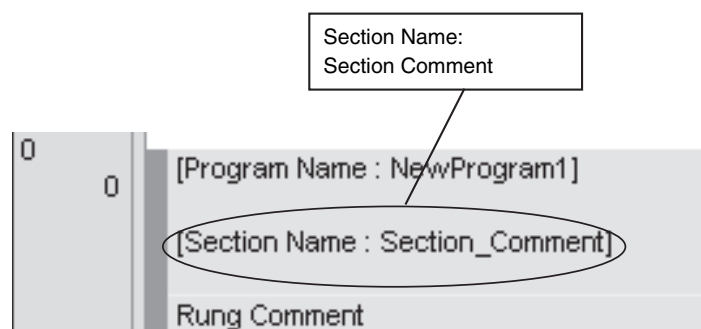 Section Name:
Section Comment
0
0
[Program Name : NewProgram1]
[Section Name : Section_Comment]
Rung Comment